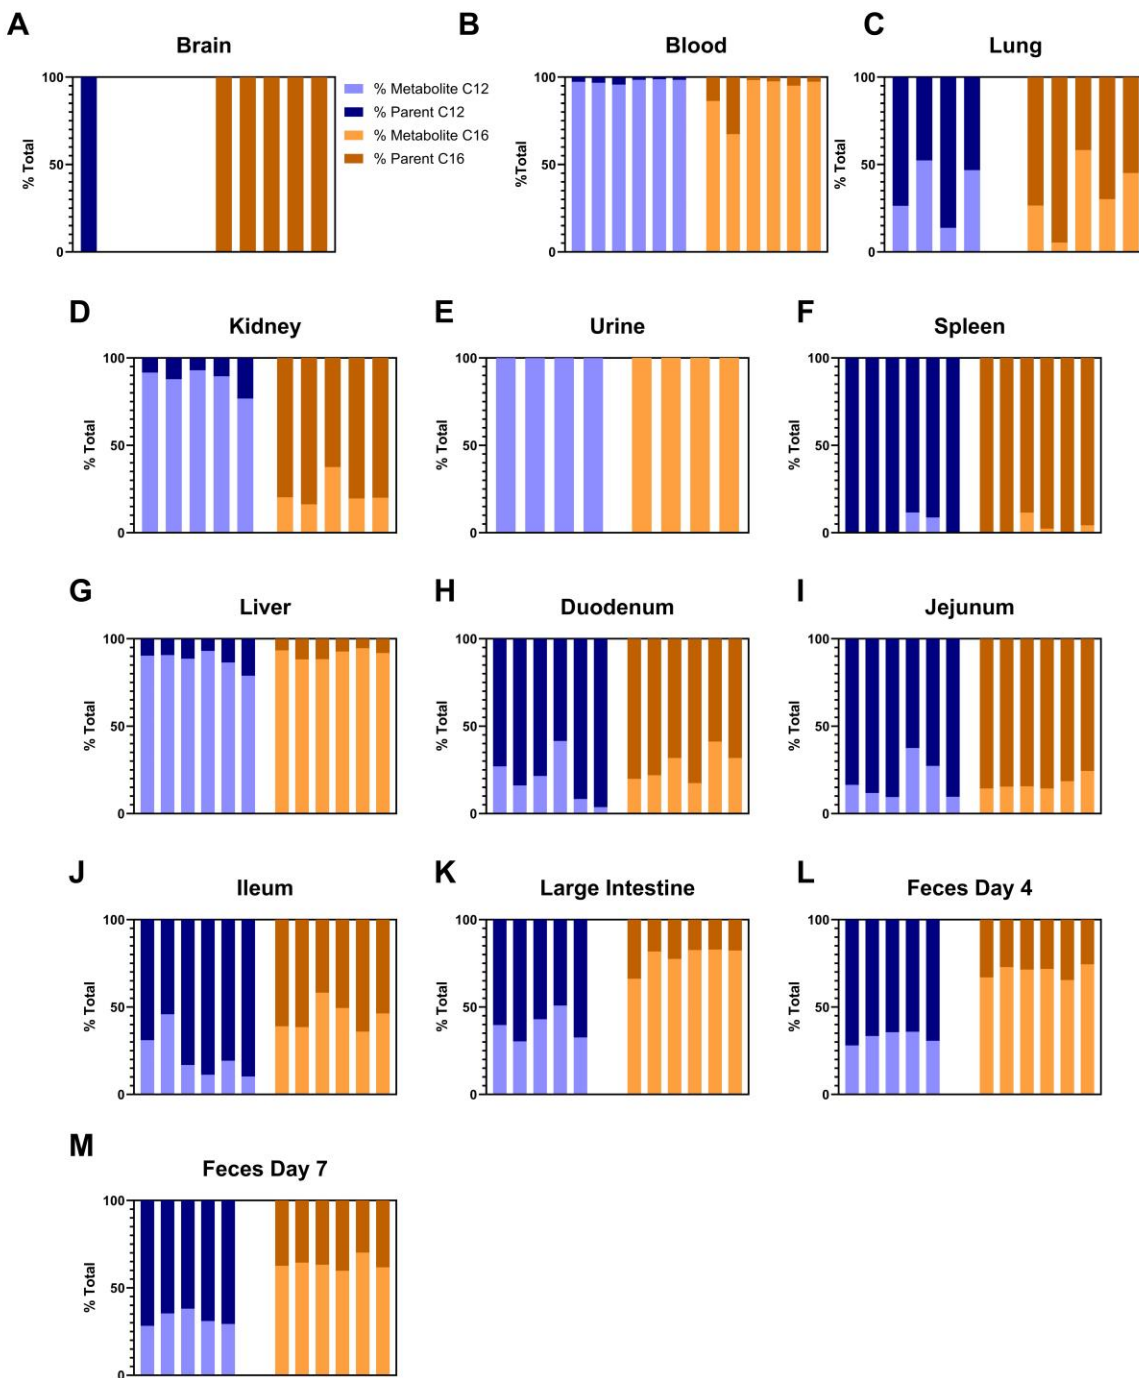 A
Brain
100
50
0
% Total
% Metabolite C12
% Parent C12
% Metabolite C16
% Parent C16
B
Blood
100
50
0
%Total
C
Lung
100
50
0
% Total
D
Kidney
100
50
0
% Total
E
Urine
100
50
0
% Total
F
Spleen
100
50
0
% Total
G
Liver
100
50
0
% Total
H
Duodenum
100
50
0
% Total
I
Jejunum
100
50
0
% Total
J
Ileum
100
50
0
% Total
K
Large Intestine
100
50
0
% Total
L
Feces Day 4
100
50
0
% Total
M
Feces Day 7
100
50
0
% Total